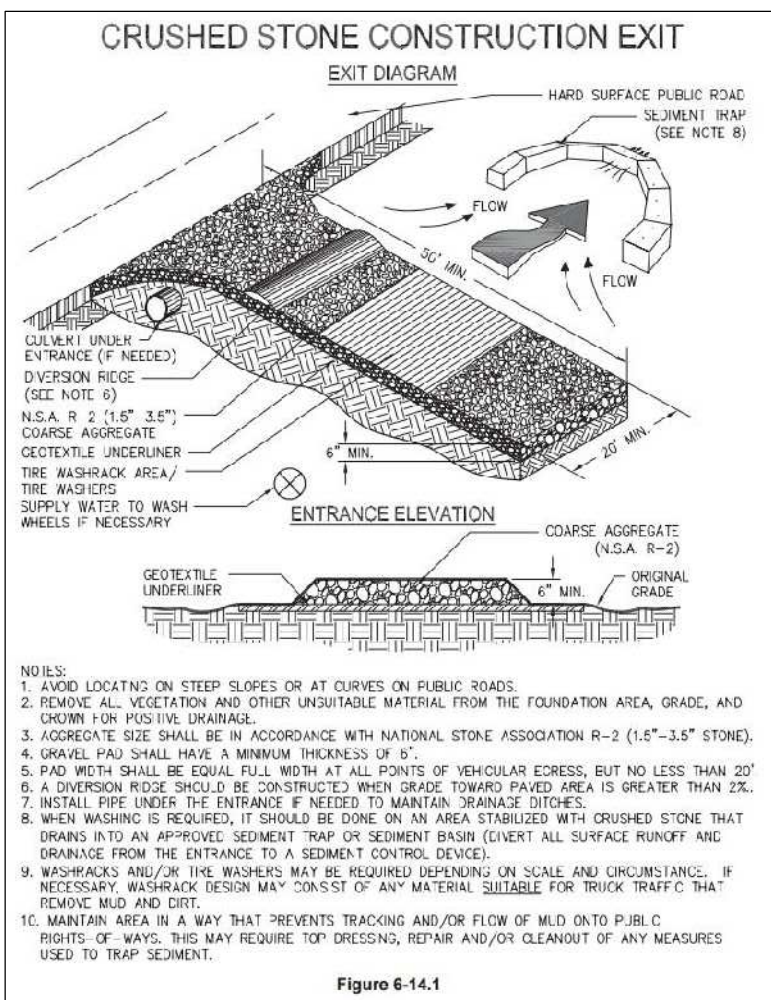 CRUSHED STONE CONSTRUCTION EXIT
EXIT DIAGRAM
HARD SURFACE PUBLIC ROAD
SEDIMENT TRAP
(SEE NOTE 8)
FLOW
50' MIN.
FLOW
CULVERT UNDER
ENTRANCE (IF NEEDED)
DIVERSION RIDGE
(SEE NOTE 6)
N.S.A. R-2 (1.5"-3.5")
COARSE AGGREGATE
GEOTEXTILE UNDERLINER
TIRE WASHRACK AREA/
TIRE WASHERS
SUPPLY WATER TO WASH
WHEELS IF NECESSARY
6" MIN.
20' MIN.
ENTRANCE ELEVATION
COARSE AGGREGATE
(N.S.A. R-2)
GEOTEXTILE
UNDERLINER
6" MIN.
ORIGINAL
GRADE
NOTES:
1. AVOID LOCATING ON STEEP SLOPES OR AT CURVES ON PUBLIC ROADS.
2. REMOVE ALL VEGETATION AND OTHER UNSUITABLE MATERIAL FROM THE FOUNDATION AREA, GRADE, AND
CROWN FOR POSITIVE DRAINAGE.
3. AGGREGATE SIZE SHALL BE IN ACCORDANCE WITH NATIONAL STONE ASSOCIATION R-2 (1.5"-3.5" STONE).
4. GRAVEL PAD SHALL HAVE A MINIMUM THICKNESS OF 6".
5. PAD WIDTH SHALL BE EQUAL FULL WIDTH AT ALL POINTS OF VEHICULAR EGRESS, BUT NO LESS THAN 20'
6. A DIVERSION RIDGE SHOULD BE CONSTRUCTED WHEN GRADE TOWARD PAVED AREA IS GREATER THAN 2%.
7. INSTALL PIPE UNDER THE ENTRANCE IF NEEDED TO MAINTAIN DRAINAGE DITCHES.
8. WHEN WASHING IS REQUIRED, IT SHOULD BE DONE ON AN AREA STABILIZED WITH CRUSHED STONE THAT
DRAINS INTO AN APPROVED SEDIMENT TRAP OR SEDIMENT BASIN (DIVERT ALL SURFACE RUNOFF AND
DRAINAGE FROM THE ENTRANCE TO A SEDIMENT CONTROL DEVICE).
9. WASHRACKS AND/OR TIRE WASHERS MAY BE REQUIRED DEPENDING ON SCALE AND CIRCUMSTANCE. IF
NECESSARY, WASHRACK DESIGN MAY CONSIST OF ANY MATERIAL SUITABLE FOR TRUCK TRAFFIC THAT
REMOVE MUD AND DIRT.
10. MAINTAIN AREA IN A WAY THAT PREVENTS TRACKING AND/OR FLOW OF MUD ONTO PUBLIC
RIGHTS-OF-WAYS. THIS MAY REQUIRE TOP DRESSING, REPAIR AND/OR CLEANOUT OF ANY MEASURES
USED TO TRAP SEDIMENT.
Figure 6-14.1